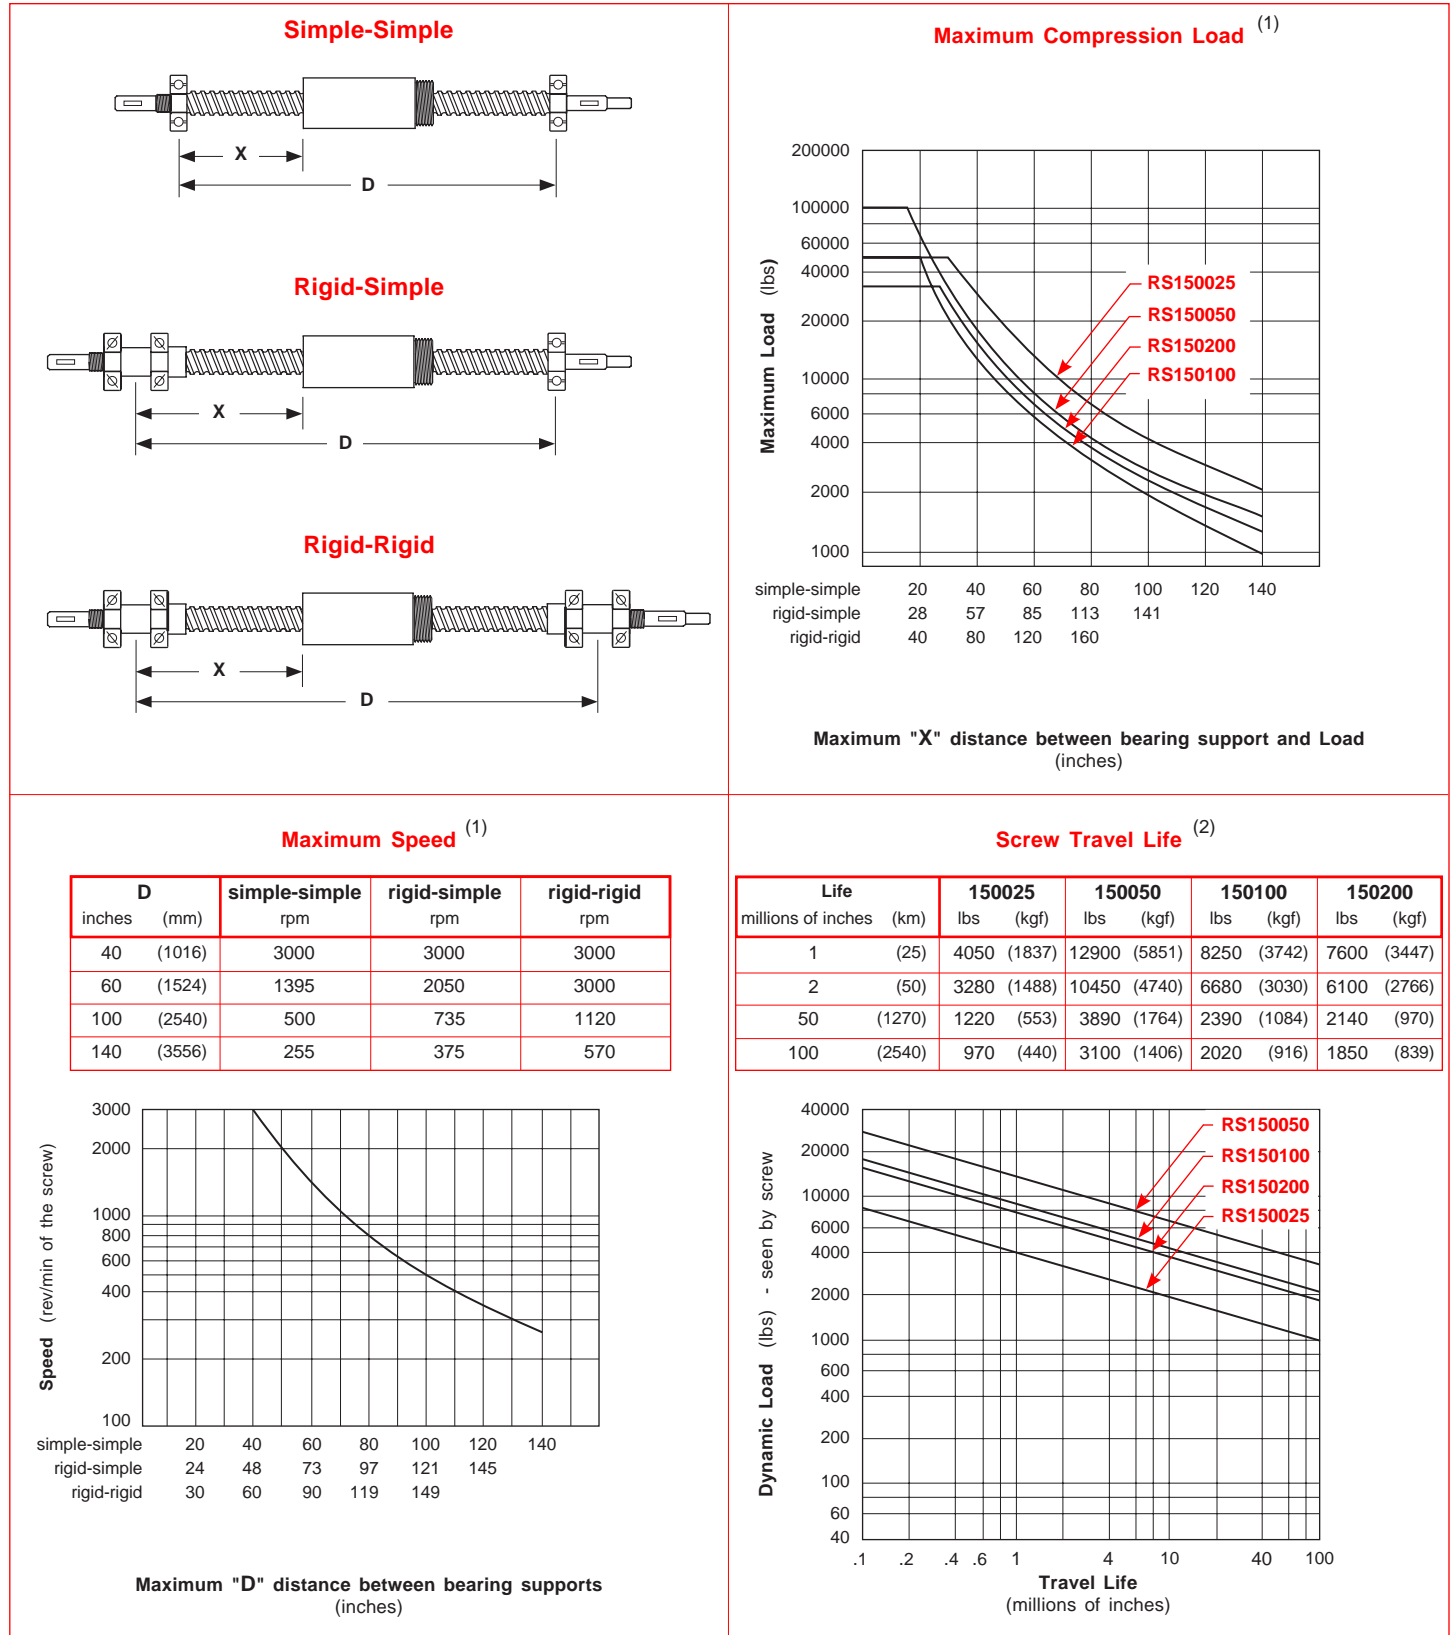 Simple-Simple
X
D
Rigid-Simple
X
D
Rigid-Rigid
X
D
Maximum Compression Load (1)
Maximum Load (lbs)
200000
100000
60000
40000
20000
10000
6000
4000
2000
1000
RS150025
RS150050
RS150200
RS150100
simple-simple 20 40 60 80 100 120 140
rigid-simple 28 57 85 113 141
rigid-rigid 40 80 120 160
Maximum "X" distance between bearing support and Load
(inches)
Maximum Speed (1)
D simple-simple rigid-simple rigid-rigid
inches (mm) rpm rpm rpm
40 (1016) 3000 3000 3000
60 (1524) 1395 2050 3000
100 (2540) 500 735 1120
140 (3556) 255 375 570
Speed (rev/min of the screw)
3000
2000
1000
800
600
400
200
100
simple-simple 20 40 60 80 100 120 140
rigid-simple 24 48 73 97 121 145
rigid-rigid 30 60 90 119 149
Maximum "D" distance between bearing supports
(inches)
Screw Travel Life (2)
Life 150025 150050 150100 150200
millions of inches (km) lbs (kgf) lbs (kgf) lbs (kgf) lbs (kgf)
1 (25) 4050 (1837) 12900 (5851) 8250 (3742) 7600 (3447)
2 (50) 3280 (1488) 10450 (4740) 6680 (3030) 6100 (2766)
50 (1270) 1220 (553) 3890 (1764) 2390 (1084) 2140 (970)
100 (2540) 970 (440) 3100 (1406) 2020 (916) 1850 (839)
Dynamic Load (lbs) - seen by screw
40000
20000
10000
6000
4000
2000
1000
600
400
200
100
60
40
RS150050
RS150100
RS150200
RS150025
.1 .2 .4 .6 1 4 10 40 100
Travel Life
(millions of inches)